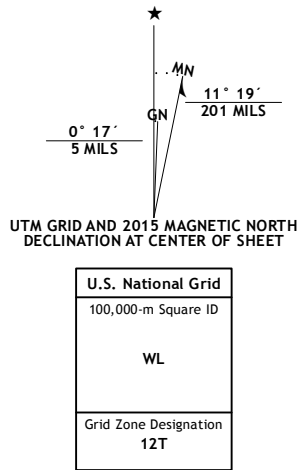 ★
MN
GN
11° 19´
201 MILS
0° 17´
5 MILS
UTM GRID AND 2015 MAGNETIC NORTH
DECLINATION AT CENTER OF SHEET
U.S. National Grid
100,000-m Square ID
WL
Grid Zone Designation
12T